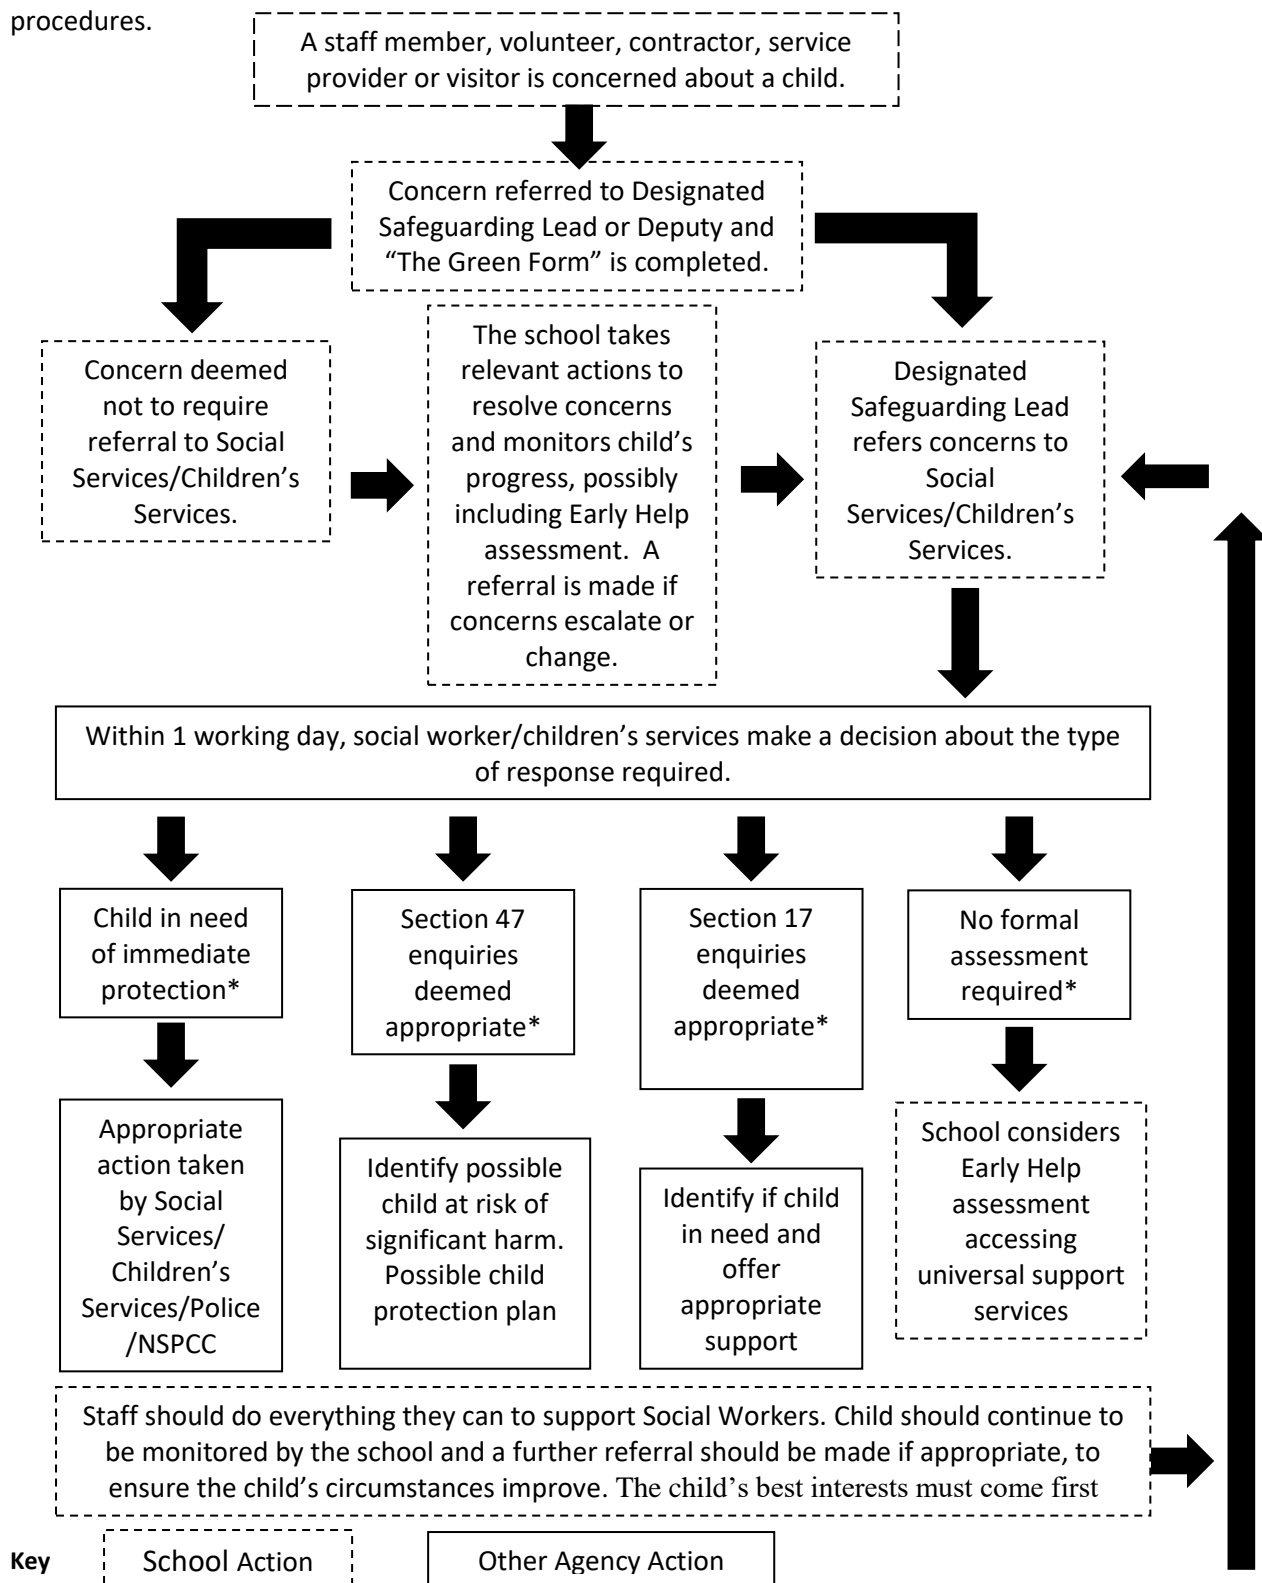 procedures.
A staff member, volunteer, contractor, service
provider or visitor is concerned about a child.
Concern referred to Designated
Safeguarding Lead or Deputy and
“The Green Form” is completed.
Concern deemed
not to require
referral to Social
Services/Children’s
Services.
The school takes
relevant actions to
resolve concerns
and monitors child’s
progress, possibly
including Early Help
assessment.  A
referral is made if
concerns escalate or
change.
Designated
Safeguarding Lead
refers concerns to
Social
Services/Children’s
Services.
Within 1 working day, social worker/children’s services make a decision about the type
of response required.
Child in need
of immediate
protection*
Section 47
enquiries
deemed
appropriate*
Section 17
enquiries
deemed
appropriate*
No formal
assessment
required*
Appropriate
action taken
by Social
Services/
Children’s
Services/Police
/NSPCC
Identify possible
child at risk of
significant harm.
Possible child
protection plan
Identify if child
in need and
offer
appropriate
support
School considers
Early Help
assessment
accessing
universal support
services
Staff should do everything they can to support Social Workers. Child should continue to
be monitored by the school and a further referral should be made if appropriate, to
ensure the child’s circumstances improve. The child’s best interests must come first
Key
School Action
Other Agency Action